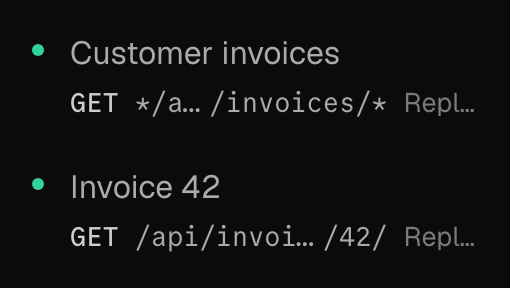 Customer invoices
GET */a… /invoices/* Repl…
Invoice 42
GET /api/invoi… /42/ Repl…